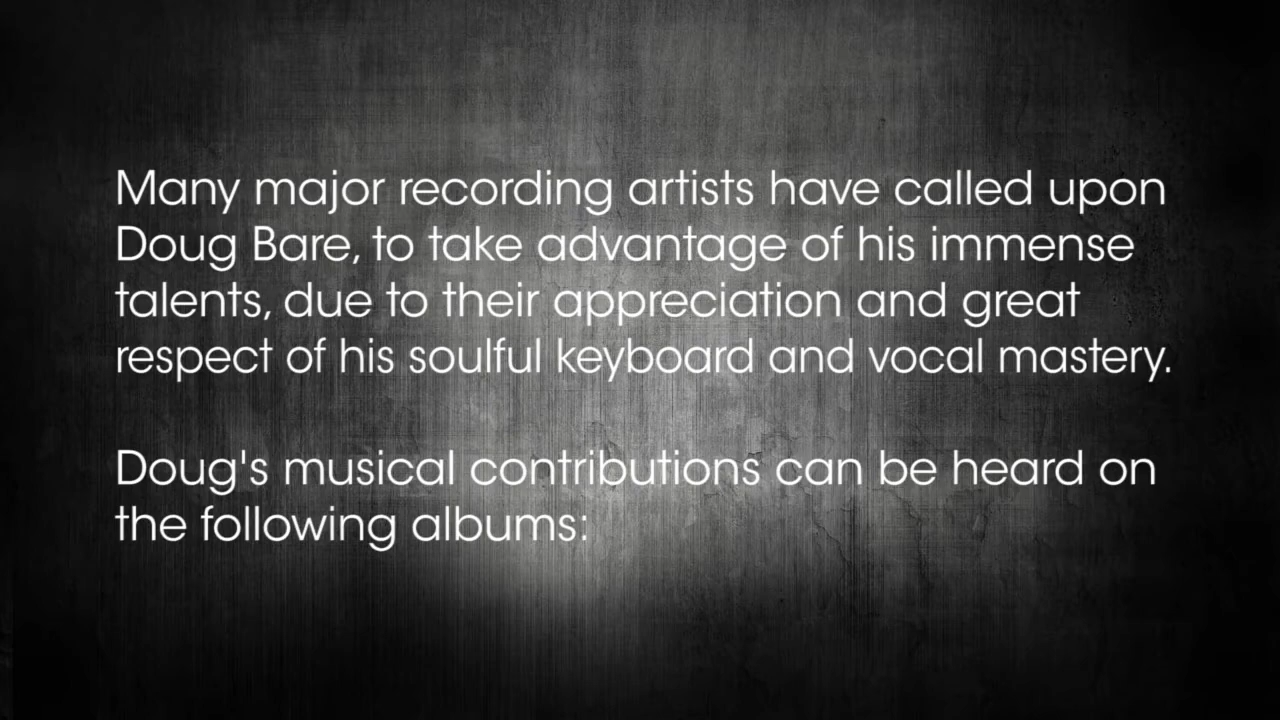 Many major recording artists have called upon
Doug Bare, to take advantage of his immense
talents, due to their appreciation and great
respect of his soulful keyboard and vocal mastery.
Doug's musical contributions can be heard on
the following albums: